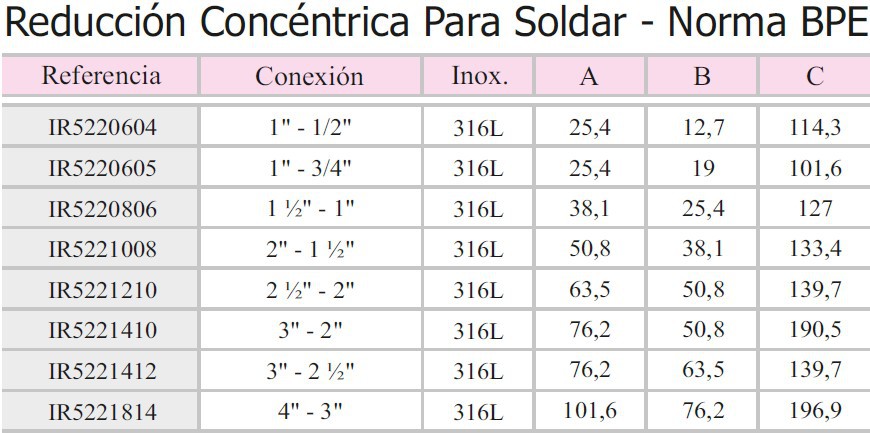 Reducción Concéntrica Para Soldar - Norma BPE
Referencia Conexión Inox. A B C
IR5220604 1" - 1/2" 316L 25,4 12,7 114,3
IR5220605 1" - 3/4" 316L 25,4 19 101,6
IR5220806 1 ½" - 1" 316L 38,1 25,4 127
IR5221008 2" - 1 ½" 316L 50,8 38,1 133,4
IR5221210 2 ½" - 2" 316L 63,5 50,8 139,7
IR5221410 3" - 2" 316L 76,2 50,8 190,5
IR5221412 3" - 2 ½" 316L 76,2 63,5 139,7
IR5221814 4" - 3" 316L 101,6 76,2 196,9